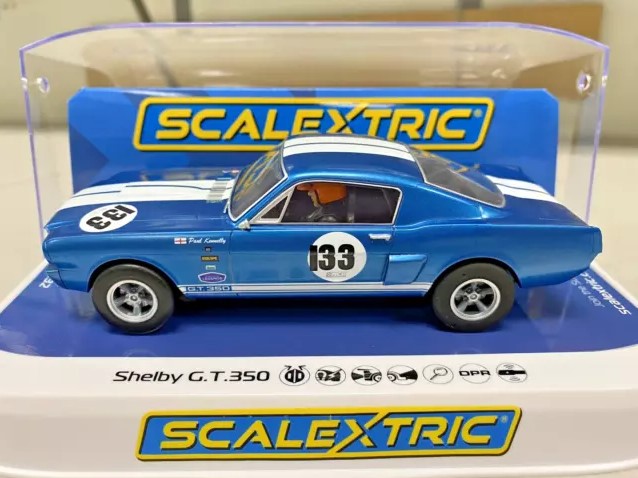 SCALEXTRIC
133
Paul Kennelly
133
G.T.350
Shelby G.T.350
DPR
SCALEXTRIC